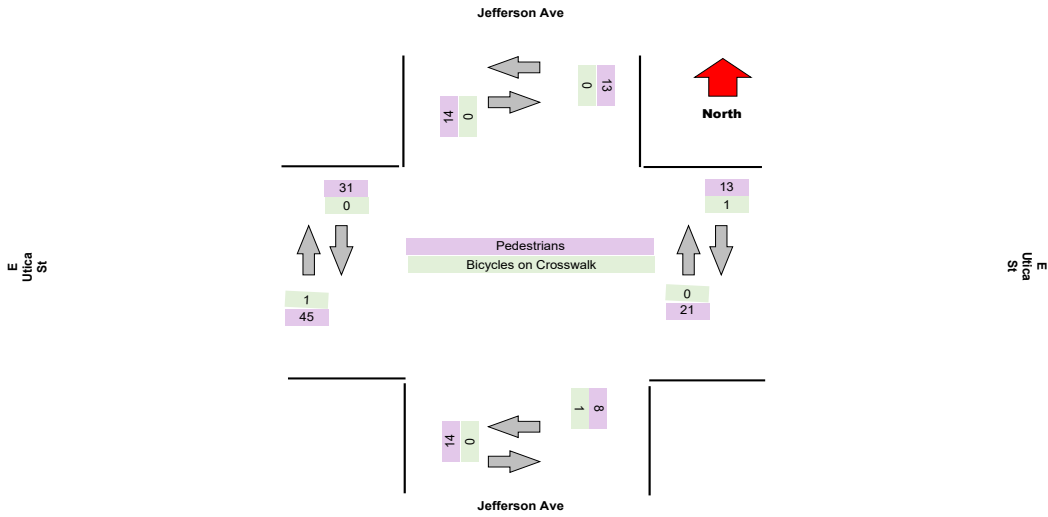 Jefferson Ave
13
0
14
0
North
31
0
13
1
Pedestrians
Bicycles on Crosswalk
E
Utica
St
E
Utica
St
1
45
0
21
8
1
14
0
Jefferson Ave